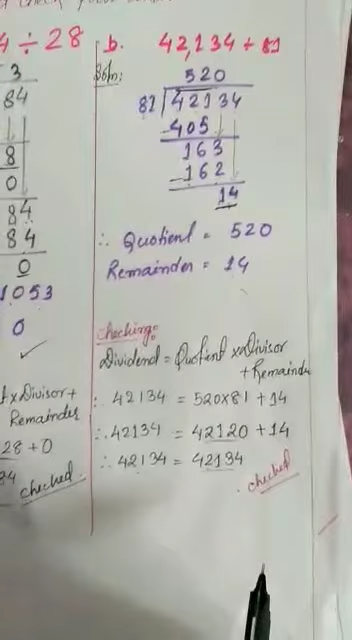 4 ÷ 28
3
84
8
0
84
84
0
1053
0
t x Divisor +
Remainder
28 + 0
84 checked.
b. 42,134 ÷ 81
Soln:
520
81 42134
- 405
163
- 162
14
∴ Quotient = 520
Remainder = 14
checking:
Dividend = Quotient x Divisor
+ Remainder
∴ 42134 = 520x81 + 14
∴ 42134 = 42120 + 14
∴ 42134 = 42134
checked